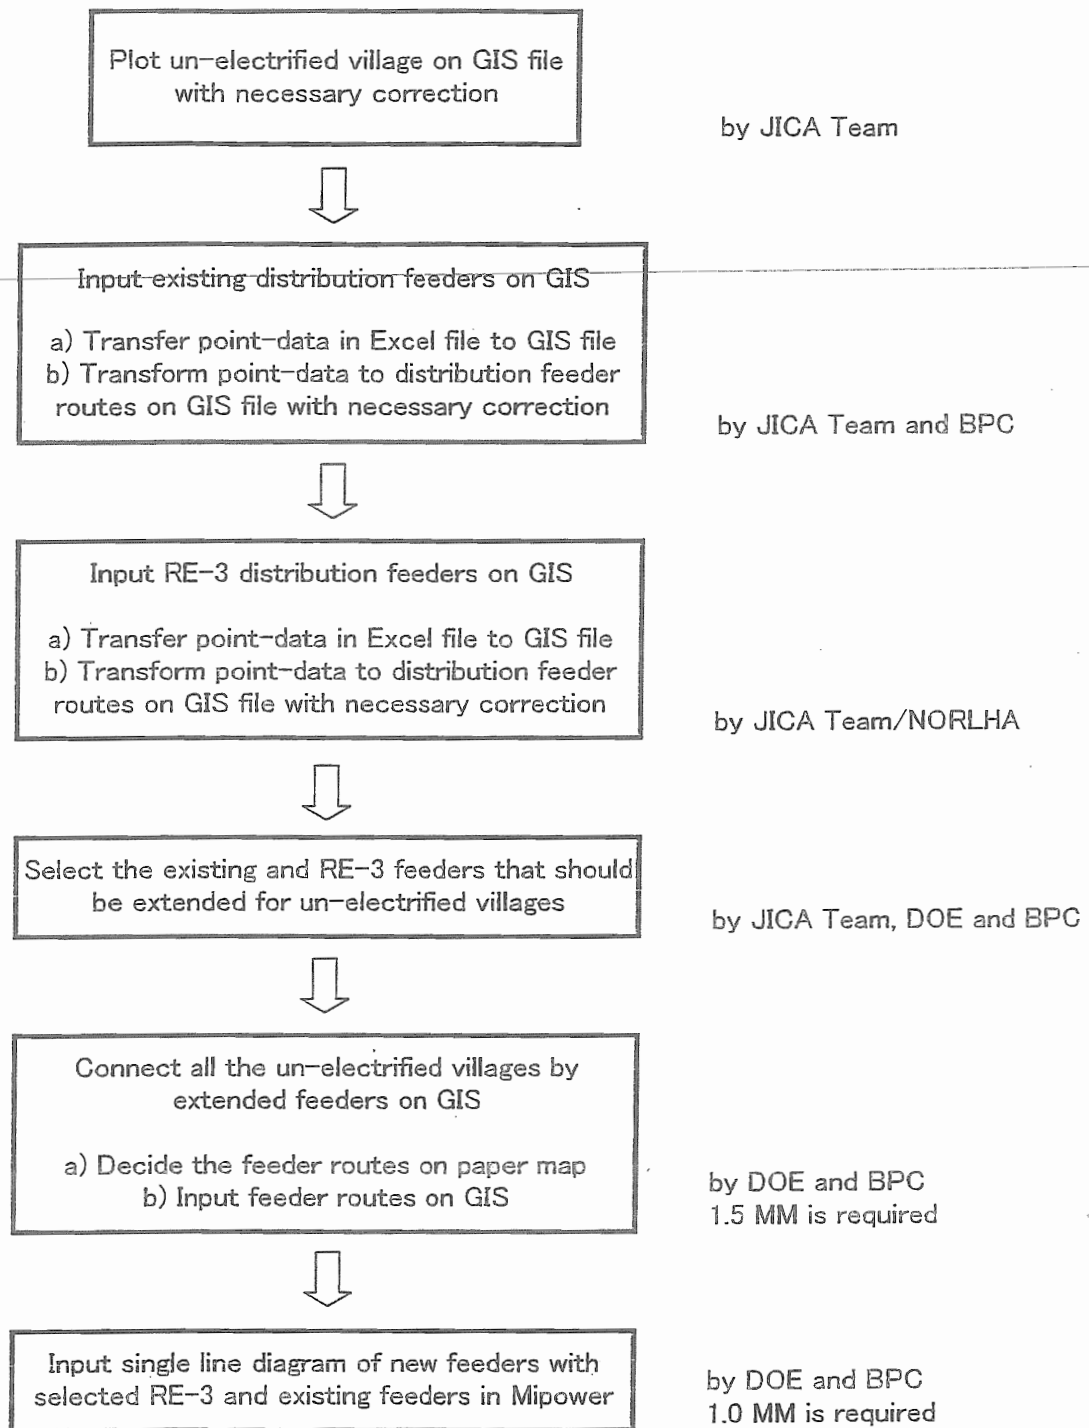 Plot un-electrified village on GIS file
with necessary correction
by JICA Team
Input existing distribution feeders on GIS
a) Transfer point-data in Excel file to GIS file
b) Transform point-data to distribution feeder
routes on GIS file with necessary correction
by JICA Team and BPC
Input RE-3 distribution feeders on GIS
a) Transfer point-data in Excel file to GIS file
b) Transform point-data to distribution feeder
routes on GIS file with necessary correction
by JICA Team/NORLHA
Select the existing and RE-3 feeders that should
be extended for un-electrified villages
by JICA Team, DOE and BPC
Connect all the un-electrified villages by
extended feeders on GIS
a) Decide the feeder routes on paper map
b) Input feeder routes on GIS
by DOE and BPC
1.5 MM is required
Input single line diagram of new feeders with
selected RE-3 and existing feeders in Mipower
by DOE and BPC
1.0 MM is required